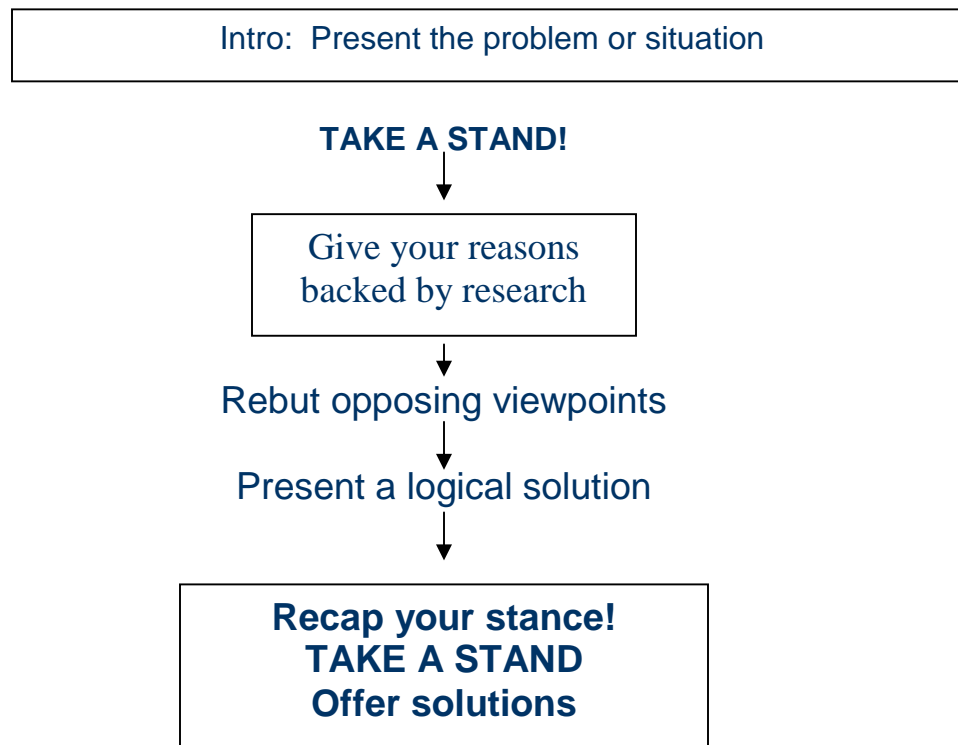 Intro: Present the problem or situation
TAKE A STAND!
Give your reasons
backed by research
Rebut opposing viewpoints
Present a logical solution
Recap your stance!
TAKE A STAND
Offer solutions